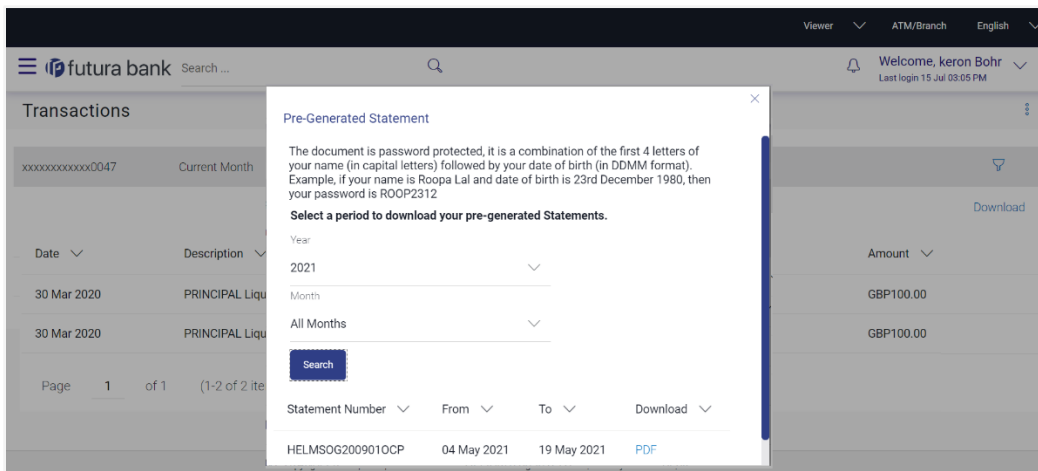 Viewer ATM/Branch English
futura bank Search ... Welcome, keron Bohr
Last login 15 Jul 03:05 PM
Transactions
Pre-Generated Statement
The document is password protected, it is a combination of the first 4 letters of
your name (in capital letters) followed by your date of birth (in DDMM format).
Example, if your name is Roopa Lal and date of birth is 23rd December 1980, then
your password is ROOP2312
xxxxxxxxxxxx0047 Current Month
Select a period to download your pre-generated Statements.
Download
Year
2021
Date Description Amount
Month
30 Mar 2020 PRINCIPAL Liqu GBP100.00
All Months
30 Mar 2020 PRINCIPAL Liqu GBP100.00
Search
Page 1 of 1 (1-2 of 2 ite
Statement Number From To Download
HELMSOG200901OCP 04 May 2021 19 May 2021 PDF